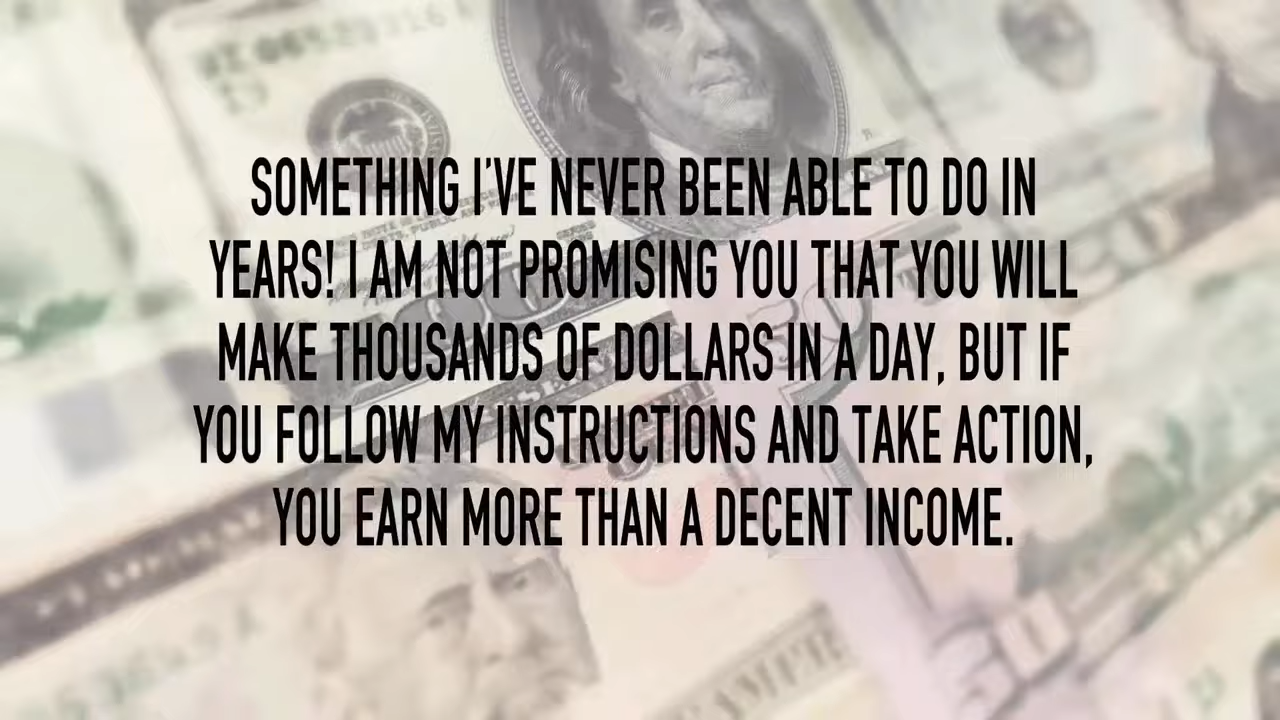 SOMETHING I'VE NEVER BEEN ABLE TO DO IN
YEARS! I AM NOT PROMISING YOU THAT YOU WILL
MAKE THOUSANDS OF DOLLARS IN A DAY, BUT IF
YOU FOLLOW MY INSTRUCTIONS AND TAKE ACTION,
YOU EARN MORE THAN A DECENT INCOME.